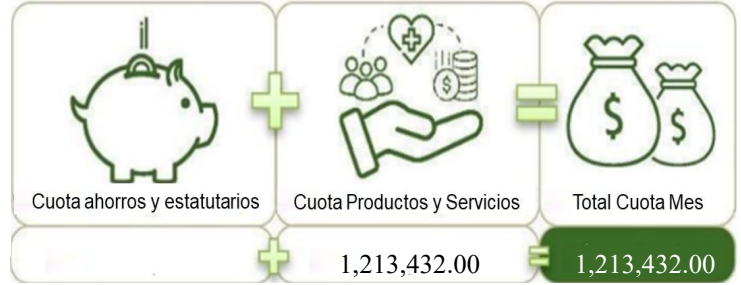 Cuota ahorros y estatutarios
Cuota Productos y Servicios
Total Cuota Mes
+ 1,213,432.00 = 1,213,432.00